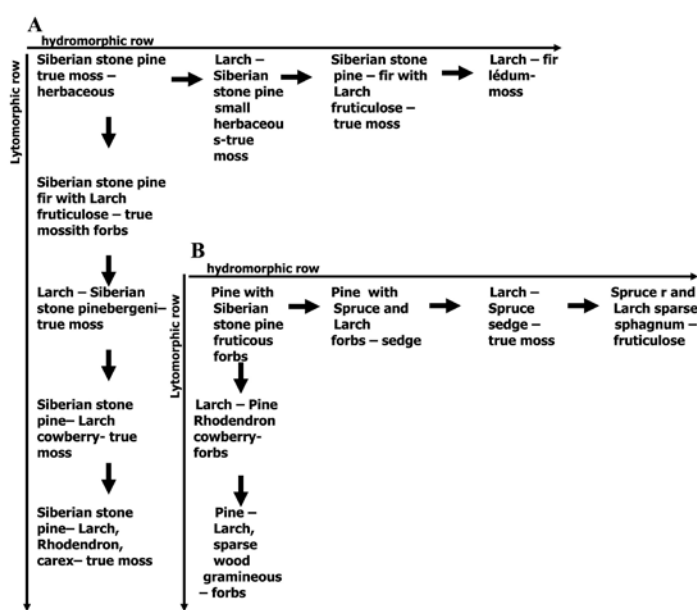 A
hydromorphic row
Lytomorphic row
Siberian stone pine
true moss –
herbaceous
Larch –
Siberian
stone pine
small
herbaceou
s-true
moss
Siberian stone
pine – fir with
Larch
fruticulose –
true moss
Larch – fir
lédum-
moss
Siberian stone pine
fir with Larch
fruticulose – true
mossith forbs
Larch – Siberian
stone pinebergeni–
true moss
Siberian stone
pine– Larch
cowberry- true
moss
Siberian stone
pine– Larch,
Rhodendron,
carex– true moss
B
hydromorphic row
Lytomorphic row
Pine with
Siberian
stone pine
fruticous
forbs
Pine with
Spruce and
Larch
forbs – sedge
Larch –
Spruce
sedge –
true moss
Spruce r and
Larch sparse
sphagnum –
fruticulose
Larch – Pine
Rhodendron
cowberry-
forbs
Pine –
Larch,
sparse
wood
gramineous
– forbs